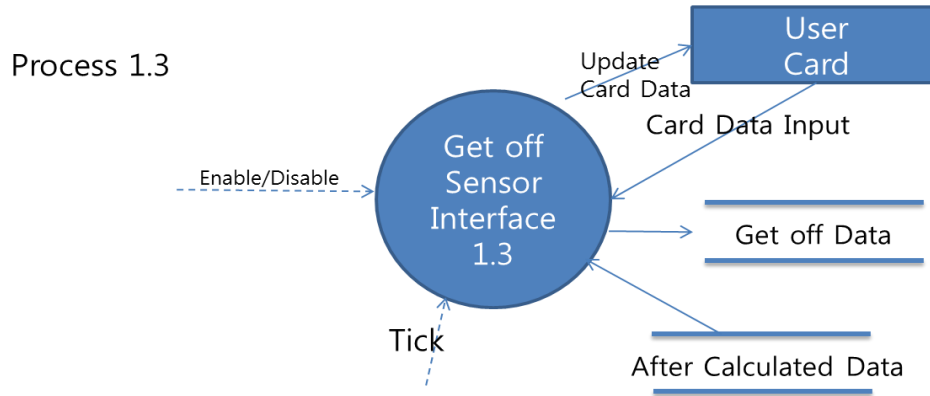 Process 1.3
User
Card
Update
Card Data
Card Data Input
Get off
Sensor
Interface
1.3
Enable/Disable
Get off Data
Tick
After Calculated Data